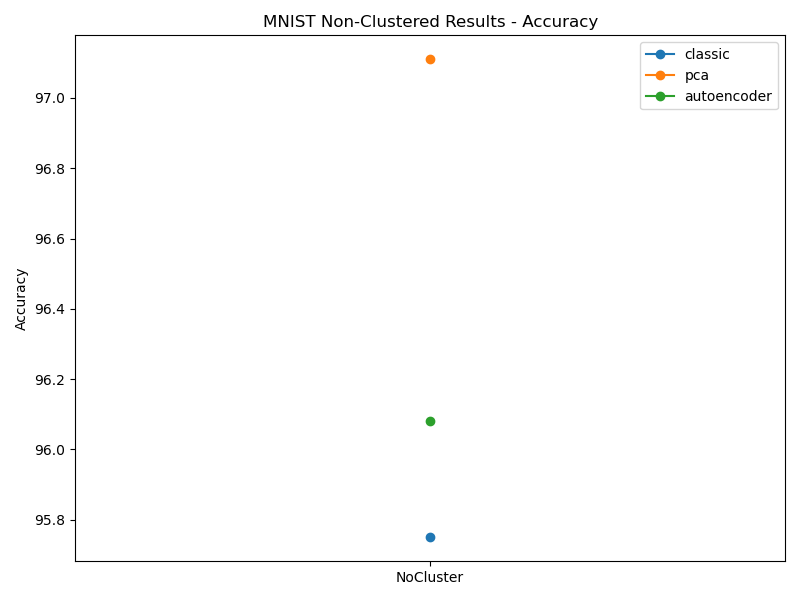 MNIST Non-Clustered Results - Accuracy
classic
pca
autoencoder
97.0
96.8
96.6
96.4
96.2
96.0
95.8
Accuracy
NoCluster